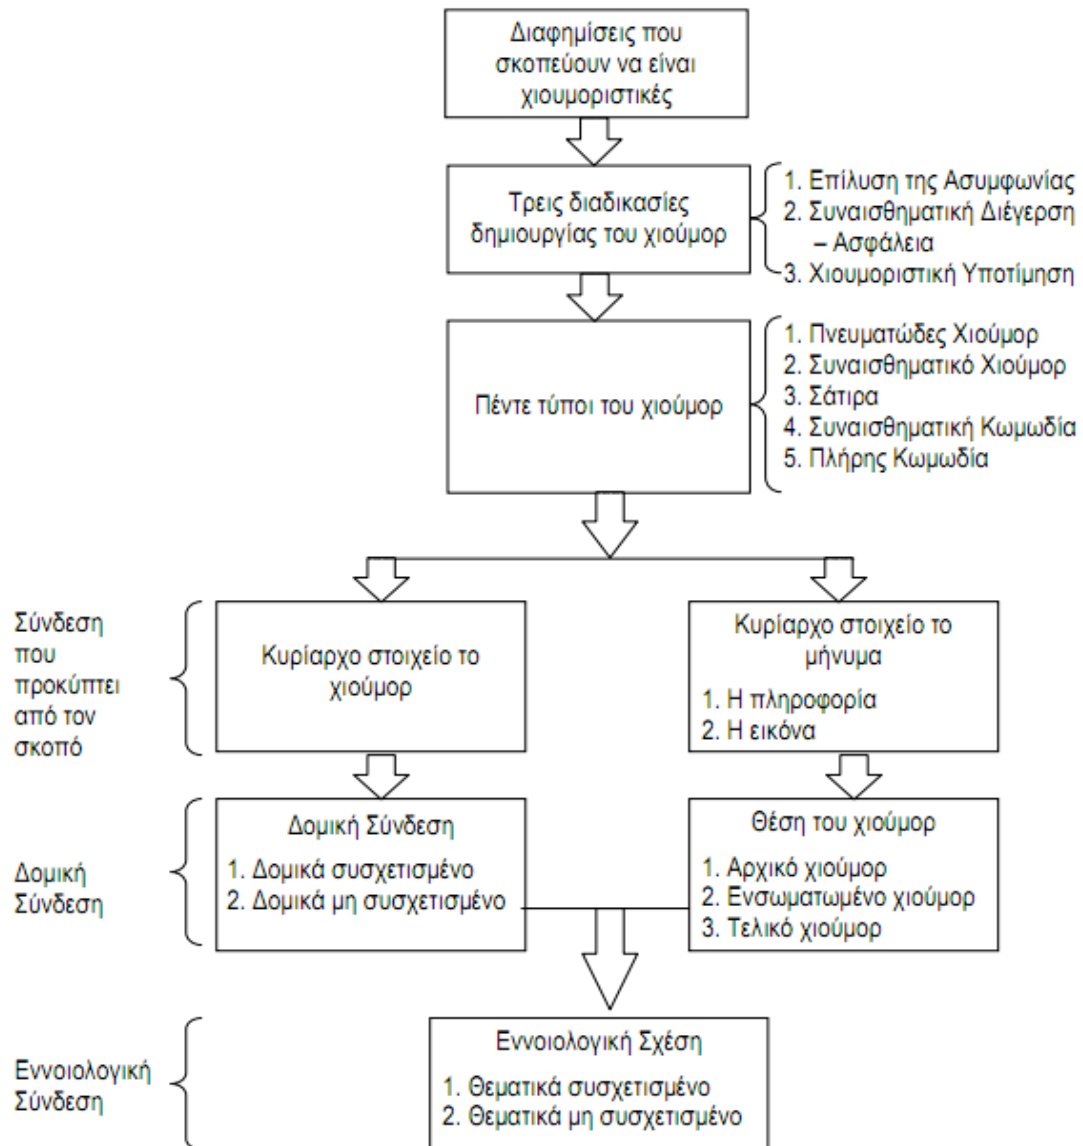 Διαφημίσεις που
σκοπεύουν να είναι
χιουμοριστικές
Τρεις διαδικασίες
δημιουργίας του χιούμορ
1. Επίλυση της Ασυμφωνίας
2. Συναισθηματική Διέγερση
– Ασφάλεια
3. Χιουμοριστική Υποτίμηση
Πέντε τύποι του χιούμορ
1. Πνευματώδες Χιούμορ
2. Συναισθηματικό Χιούμορ
3. Σάτιρα
4. Συναισθηματική Κωμωδία
5. Πλήρης Κωμωδία
Σύνδεση
που
προκύπτει
από τον
σκοπό
Κυρίαρχο στοιχείο το
χιούμορ
Κυρίαρχο στοιχείο το
μήνυμα
1. Η πληροφορία
2. Η εικόνα
Δομική
Σύνδεση
Δομική Σύνδεση
1. Δομικά συσχετισμένο
2. Δομικά μη συσχετισμένο
Θέση του χιούμορ
1. Αρχικό χιούμορ
2. Ενσωματωμένο χιούμορ
3. Τελικό χιούμορ
Εννοιολογική
Σύνδεση
Εννοιολογική Σχέση
1. Θεματικά συσχετισμένο
2. Θεματικά μη συσχετισμένο